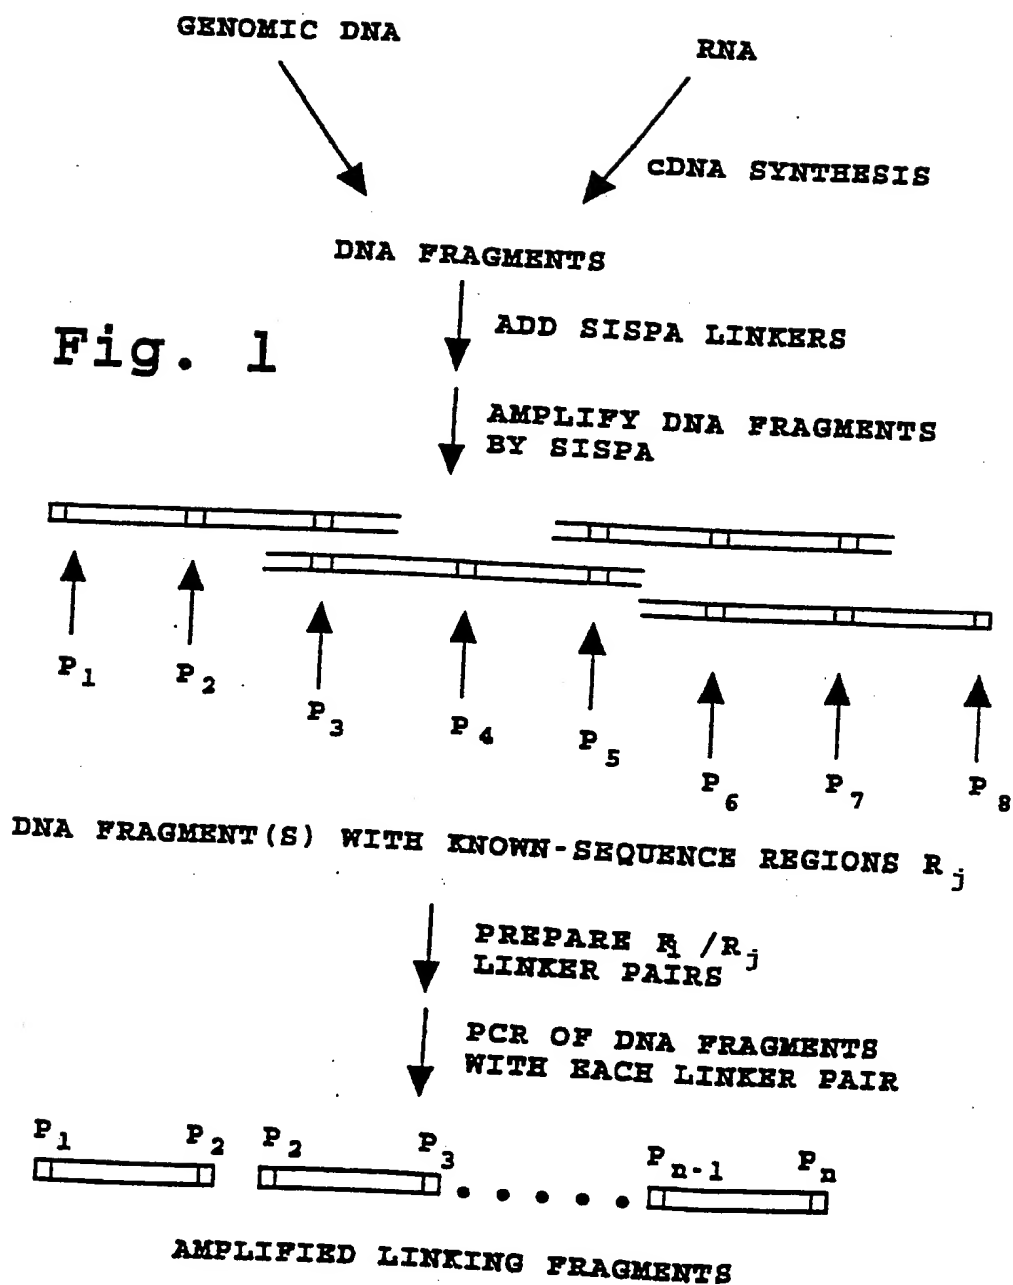 GENOMIC DNA
RNA
cDNA SYNTHESIS
DNA FRAGMENTS
ADD SISPA LINKERS
Fig. 1
AMPLIFY DNA FRAGMENTS
BY SISPA
P1
P2
P3
P4
P5
P6
P7
P8
DNA FRAGMENT(S) WITH KNOWN-SEQUENCE REGIONS Rj
PREPARE /Rj
LINKER PAIRS
PCR OF DNA FRAGMENTS
WITH EACH LINKER PAIR
P1 P2 P2 P3 Pn-1 Pn
AMPLIFIED LINKING FRAGMENTS